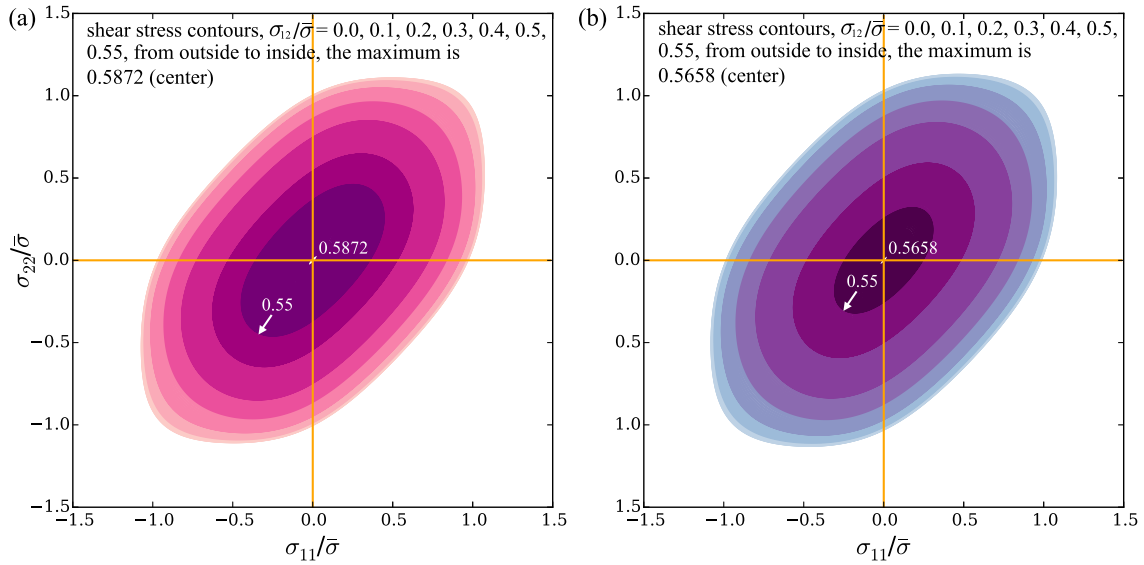 (a)
shear stress contours, σ12/σ̅ = 0.0, 0.1, 0.2, 0.3, 0.4, 0.5,
0.55, from outside to inside, the maximum is
0.5872 (center)
1.5
1.0
0.5
0.0
−0.5
−1.0
−1.5
σ22/σ̅
0.5872
0.55
−1.5 −1.0 −0.5 0.0 0.5 1.0 1.5
σ11/σ̅
(b)
shear stress contours, σ12/σ̅ = 0.0, 0.1, 0.2, 0.3, 0.4, 0.5,
0.55, from outside to inside, the maximum is
0.5658 (center)
1.5
1.0
0.5
0.0
−0.5
−1.0
1.5
0.5658
0.55
−1.5 −1.0 −0.5 0.0 0.5 1.0 1.5
σ11/σ̅